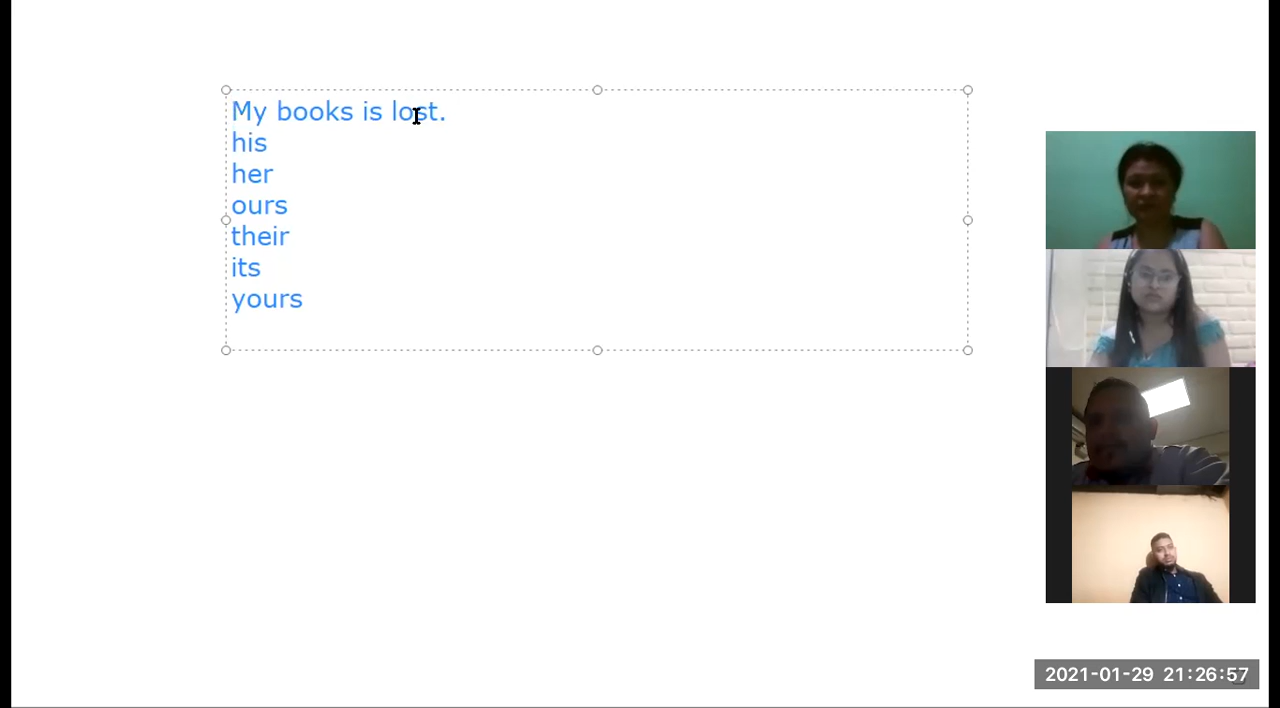 My books is lost.
his
her
ours
their
its
yours
2021-01-29 21:26:57